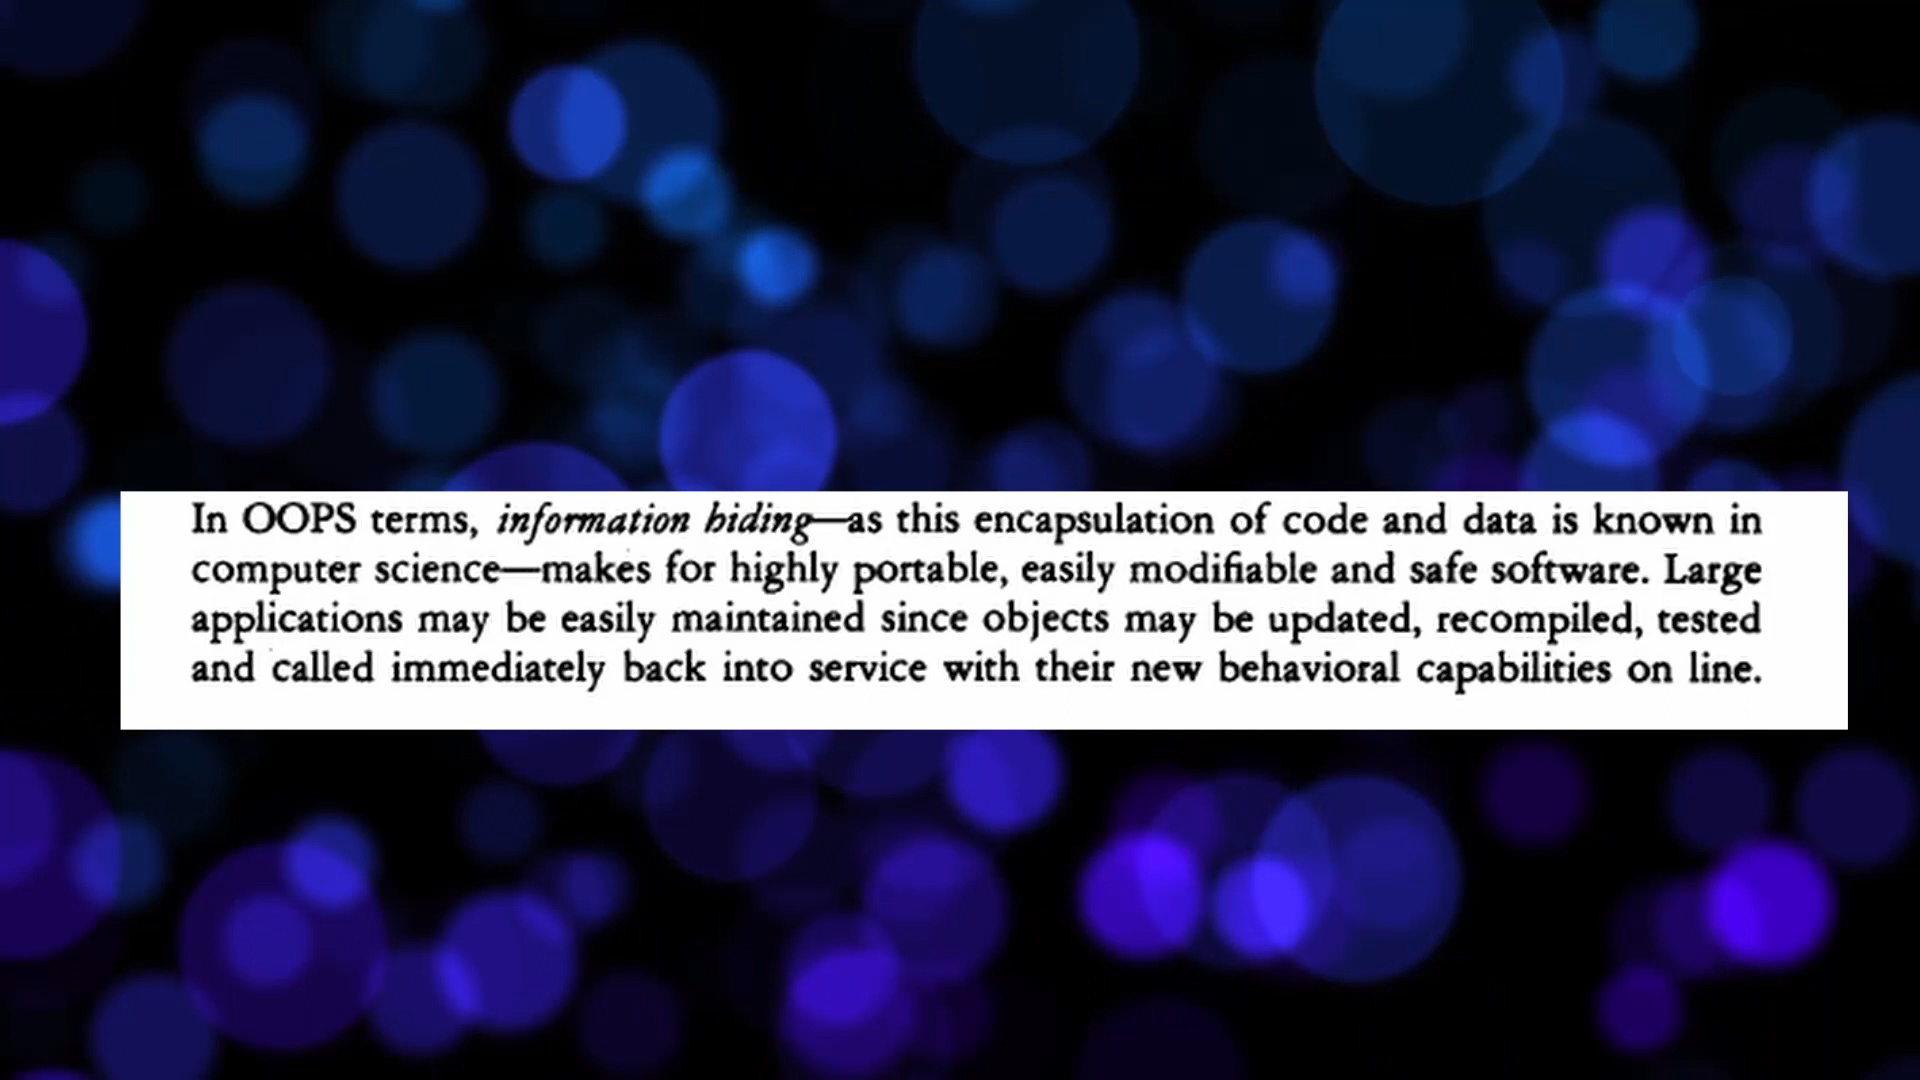 In OOPS terms, information hiding—as this encapsulation of code and data is known in
computer science—makes for highly portable, easily modifiable and safe software. Large
applications may be easily maintained since objects may be updated, recompiled, tested
and called immediately back into service with their new behavioral capabilities on line.